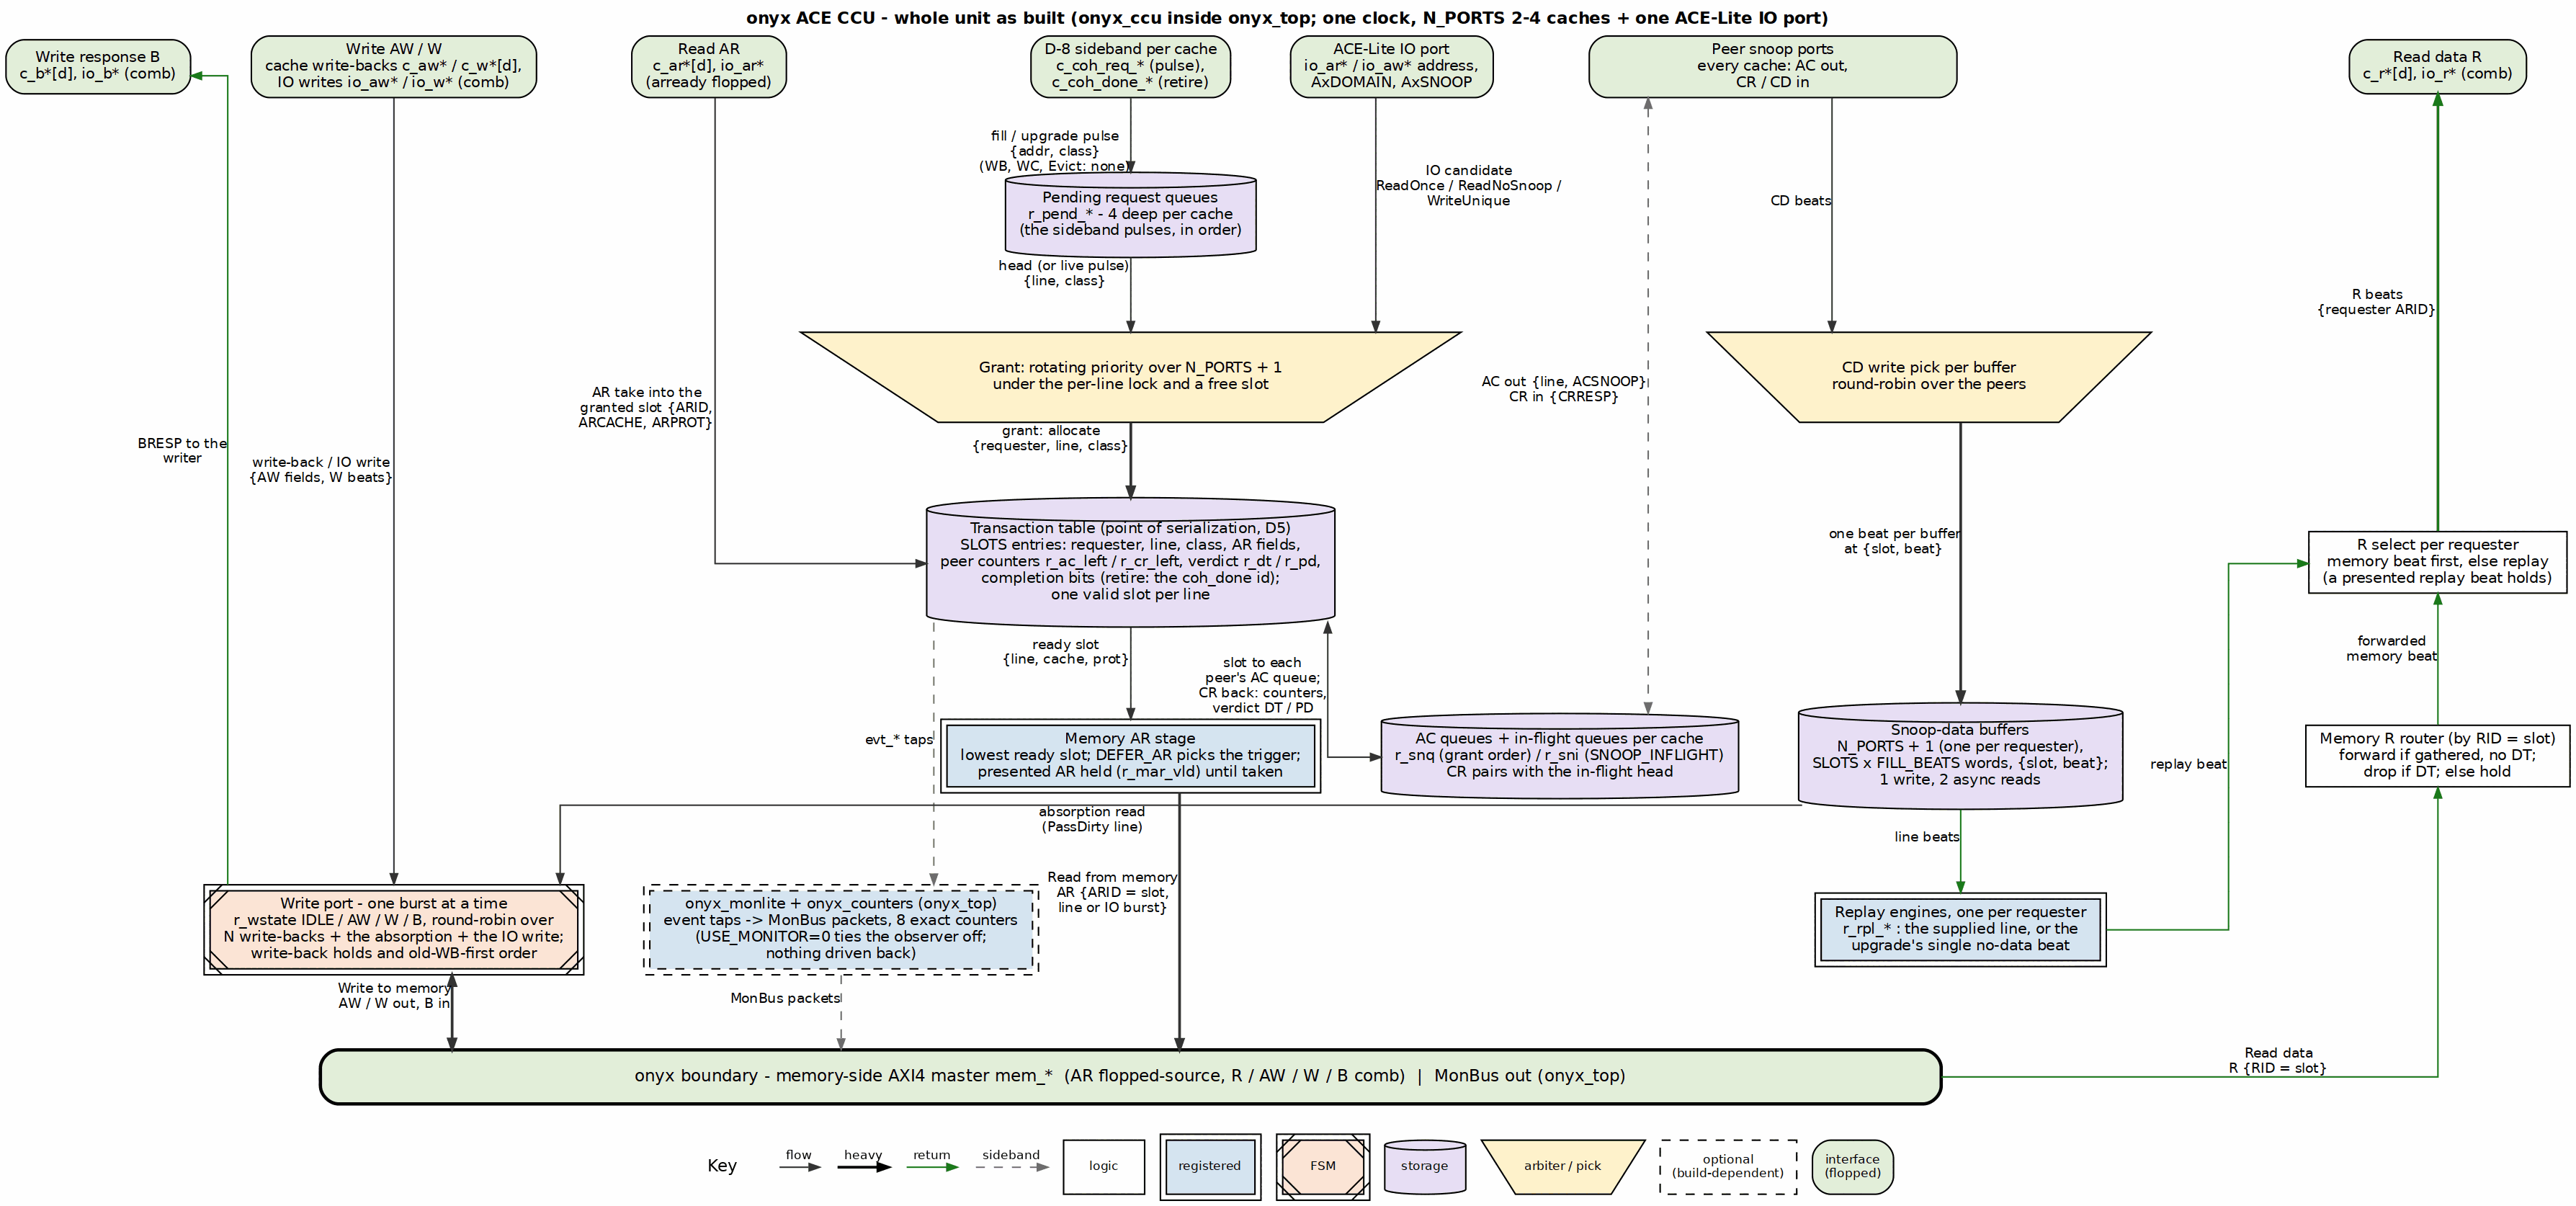 onyx ACE CCU - whole unit as built (onyx_ccu inside onyx_top; one clock, N_PORTS 2-4 caches + one ACE-Lite IO port)
Write response B
c_b*[d], io_b* (comb)
Write AW / W
cache write-backs c_aw* / c_w*[d],
IO writes io_aw* / io_w* (comb)
Read AR
c_ar*[d], io_ar*
(arready flopped)
D-8 sideband per cache
c_coh_req_* (pulse),
c_coh_done_* (retire)
ACE-Lite IO port
io_ar* / io_aw* address,
AxDOMAIN, AxSNOOP
Peer snoop ports
every cache: AC out,
CR / CD in
Read data R
c_r*[d], io_r* (comb)
fill / upgrade pulse
{addr, class}
(WB, WC, Evict: none)
IO candidate
ReadOnce / ReadNoSnoop /
WriteUnique
CD beats
Pending request queues
r_pend_* - 4 deep per cache
(the sideband pulses, in order)
head (or live pulse)
{line, class}
R beats
{requester ARID}
Grant: rotating priority over N_PORTS + 1
under the per-line lock and a free slot
CD write pick per buffer
round-robin over the peers
AR take into the
granted slot {ARID,
ARCACHE, ARPROT}
AC out {line, ACSNOOP}
CR in {CRRESP}
grant: allocate
{requester, line, class}
BRESP to the
writer
write-back / IO write
{AW fields, W beats}
Transaction table (point of serialization, D5)
SLOTS entries: requester, line, class, AR fields,
peer counters r_ac_left / r_cr_left, verdict r_dt / r_pd,
completion bits (retire: the coh_done id);
one valid slot per line
one beat per buffer
at {slot, beat}
R select per requester
memory beat first, else replay
(a presented replay beat holds)
ready slot
{line, cache, prot}
slot to each
peer's AC queue;
CR back: counters,
verdict DT / PD
forwarded
memory beat
evt_* taps
Memory AR stage
lowest ready slot; DEFER_AR picks the trigger;
presented AR held (r_mar_vld) until taken
AC queues + in-flight queues per cache
r_snq (grant order) / r_sni (SNOOP_INFLIGHT)
CR pairs with the in-flight head
Snoop-data buffers
N_PORTS + 1 (one per requester),
SLOTS x FILL_BEATS words, {slot, beat};
1 write, 2 async reads
Memory R router (by RID = slot)
forward if gathered, no DT;
drop if DT; else hold
replay beat
absorption read
(PassDirty line)
line beats
Read from memory
AR {ARID = slot,
line or IO burst}
Write port - one burst at a time
r_wstate IDLE / AW / W / B, round-robin over
N write-backs + the absorption + the IO write;
write-back holds and old-WB-first order
onyx_monlite + onyx_counters (onyx_top)
event taps -> MonBus packets, 8 exact counters
(USE_MONITOR=0 ties the observer off;
nothing driven back)
Replay engines, one per requester
r_rpl_* : the supplied line, or the
upgrade's single no-data beat
Write to memory
AW / W out, B in
MonBus packets
onyx boundary - memory-side AXI4 master mem_*  (AR flopped-source, R / AW / W / B comb)  |  MonBus out (onyx_top)
Read data
R {RID = slot}
Key
flow
heavy
return
sideband
logic
registered
FSM
storage
arbiter / pick
optional
(build-dependent)
interface
(flopped)